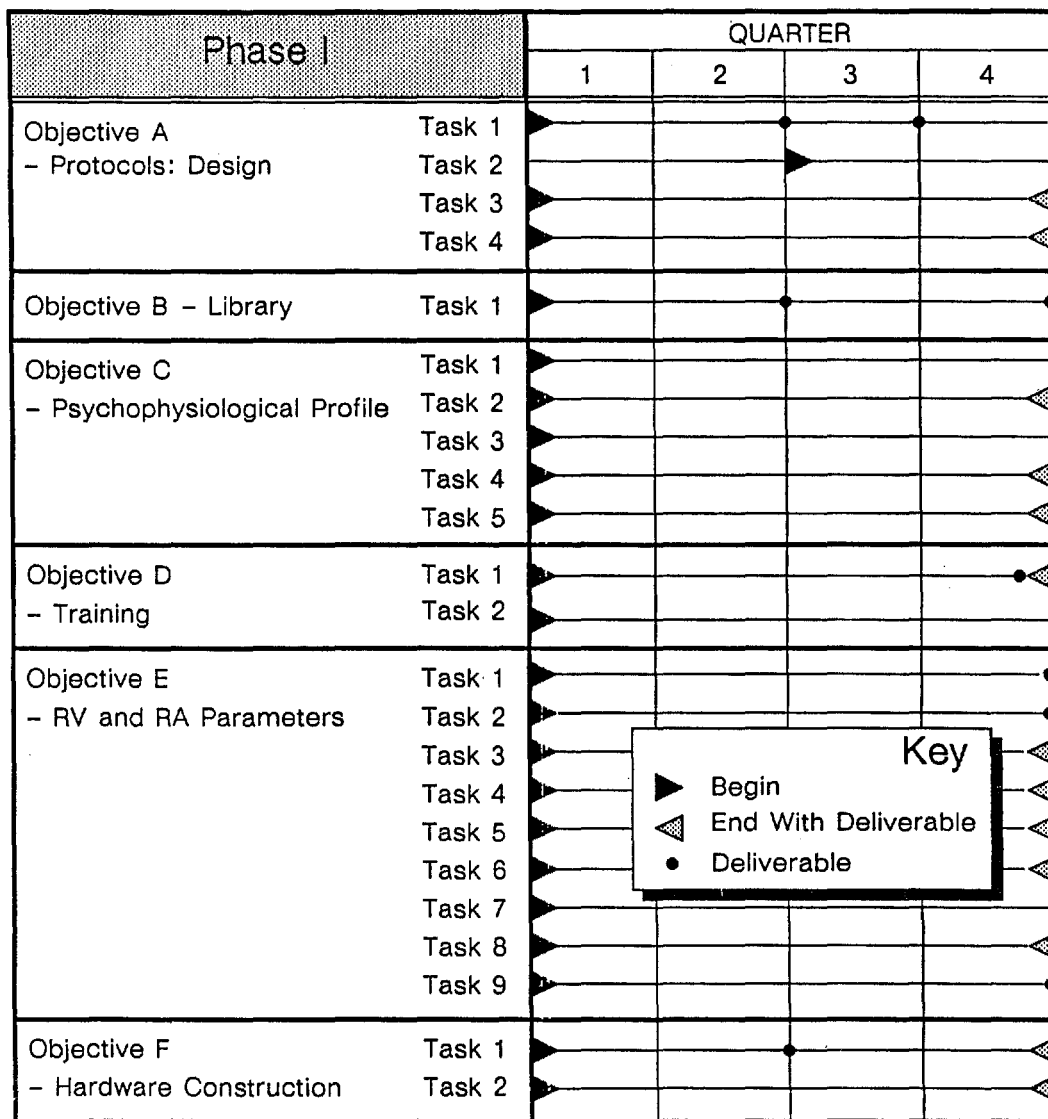 Phase I
QUARTER
1 2 3 4
Objective A Task 1
– Protocols: Design Task 2
Task 3
Task 4
Objective B – Library Task 1
Objective C Task 1
– Psychophysiological Profile Task 2
Task 3
Task 4
Task 5
Objective D Task 1
– Training Task 2
Objective E Task 1
– RV and RA Parameters Task 2
Task 3
Task 4
Task 5
Task 6
Task 7
Task 8
Task 9
Key
Begin
End With Deliverable
Deliverable
Objective F Task 1
– Hardware Construction Task 2